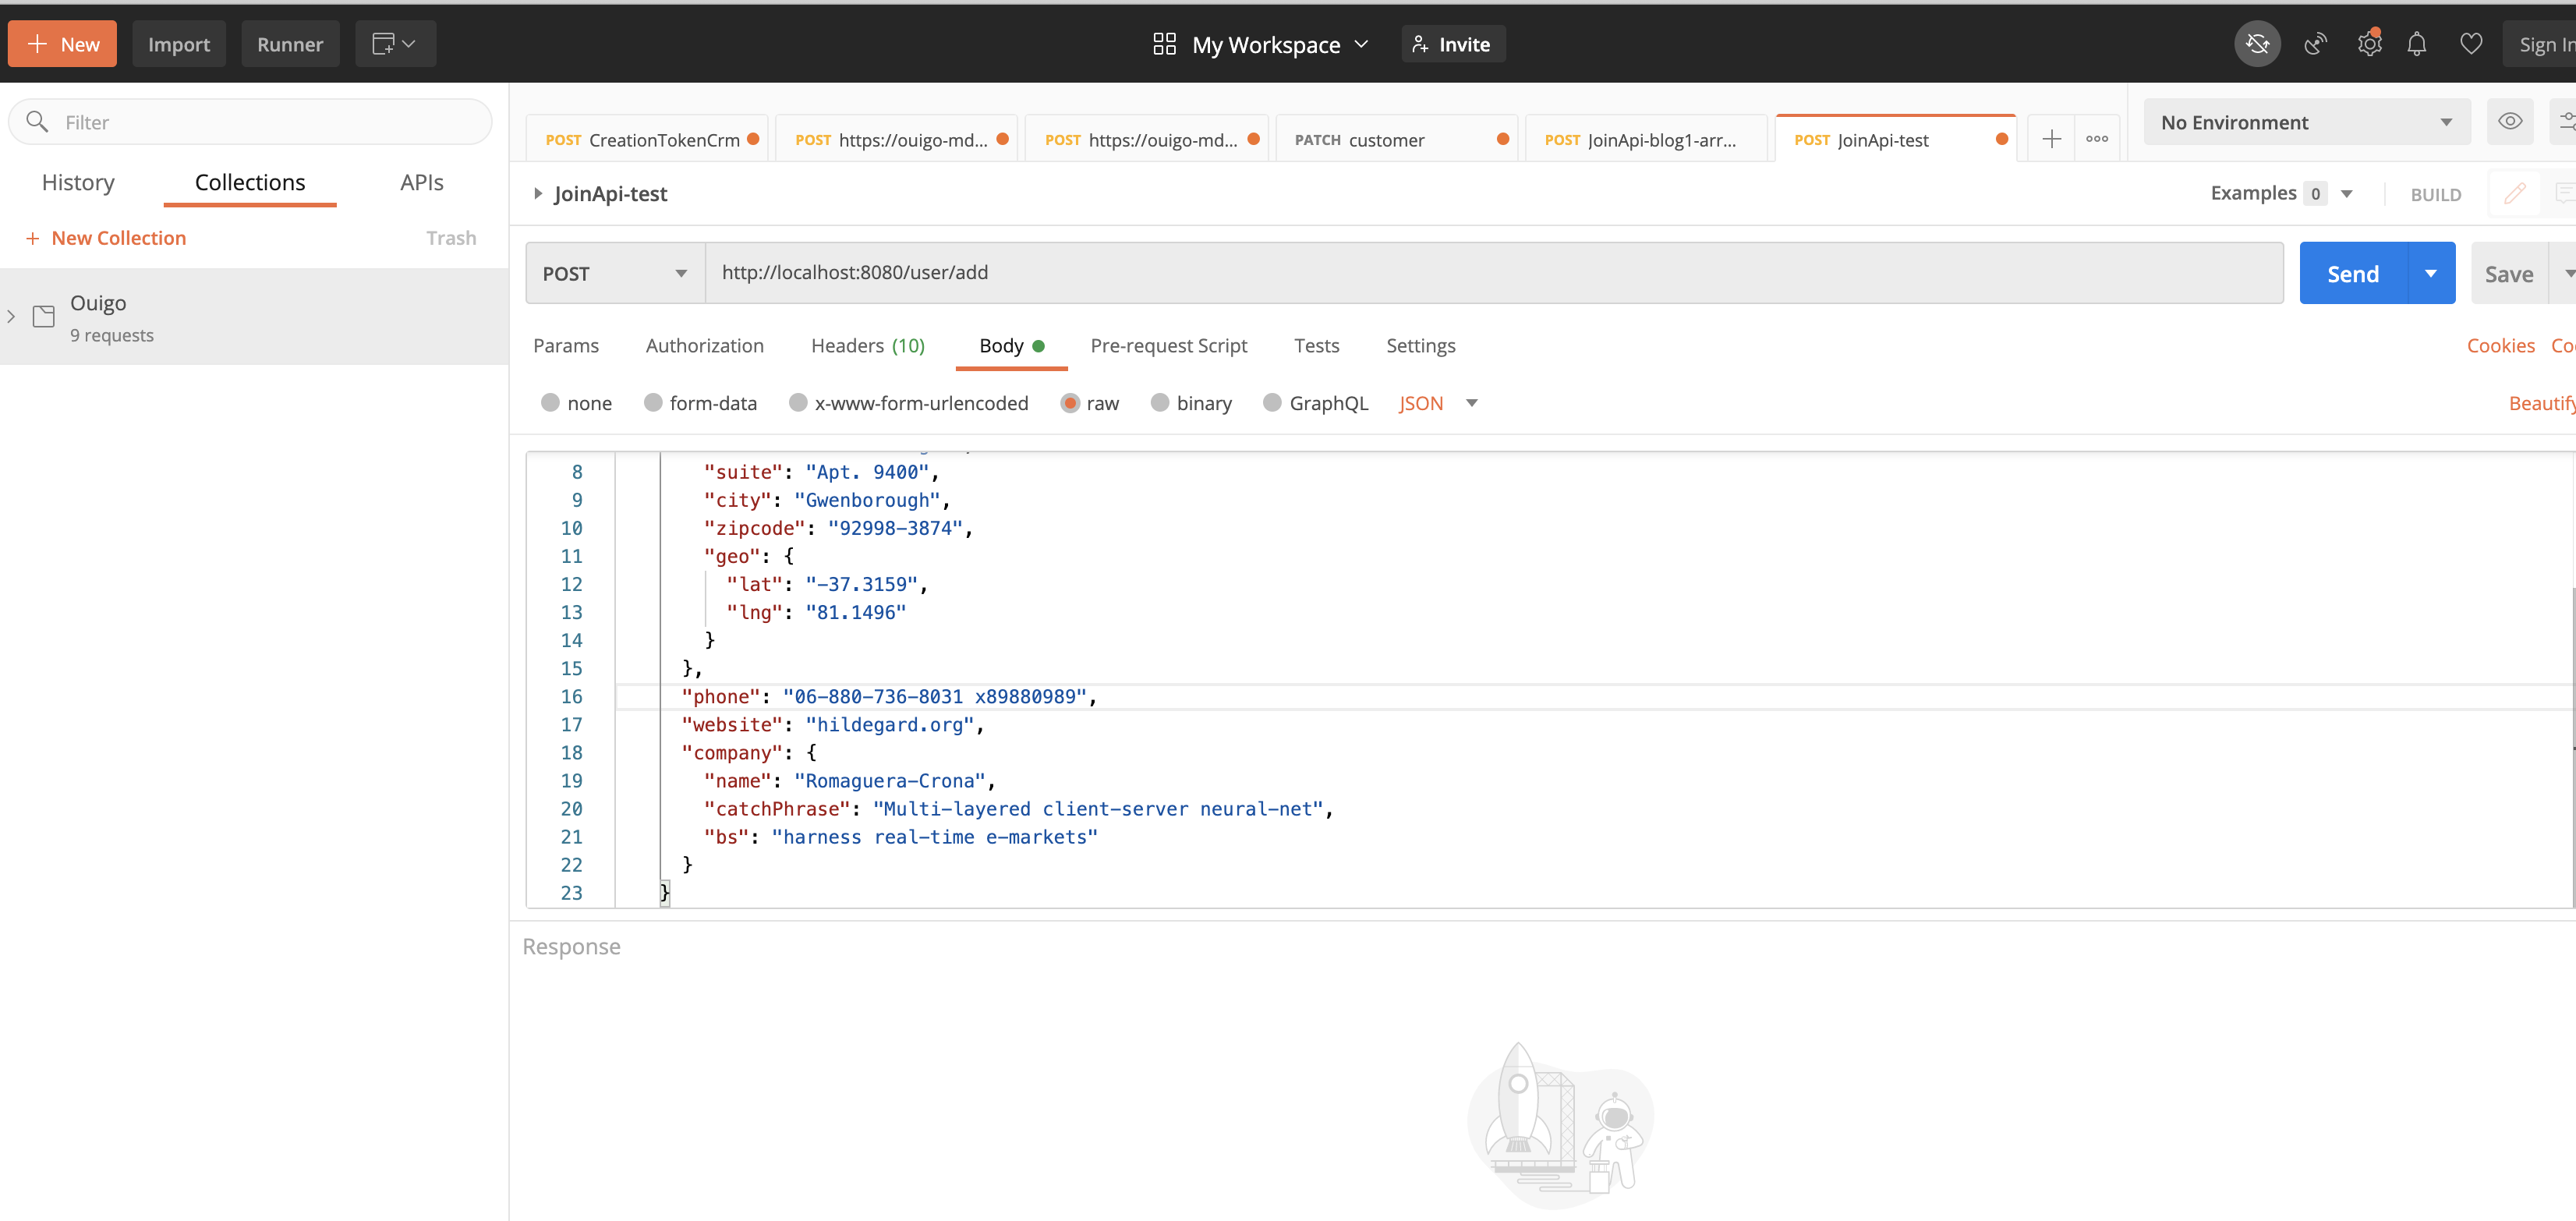 New Import Runner My Workspace Invite Sign In
Filter
History Collections APIs
+ New Collection Trash
Ouigo
9 requests
POST CreationTokenCrm POST https://ouigo-md... POST https://ouigo-md... PATCH customer POST JoinApi-blog1-arr... POST JoinApi-test No Environment
JoinApi-test Examples 0 BUILD
POST http://localhost:8080/user/add Send Save
Params Authorization Headers (10) Body Pre-request Script Tests Settings Cookies
none form-data x-www-form-urlencoded raw binary GraphQL JSON Beautify
8 "suite": "Apt. 9400",
9 "city": "Gwenborough",
10 "zipcode": "92998-3874",
11 "geo": {
12 "lat": "-37.3159",
13 "lng": "81.1496"
14 }
15 },
16 "phone": "06-880-736-8031 x89880989",
17 "website": "hildegard.org",
18 "company": {
19 "name": "Romaguera-Crona",
20 "catchPhrase": "Multi-layered client-server neural-net",
21 "bs": "harness real-time e-markets"
22 }
23 }
Response